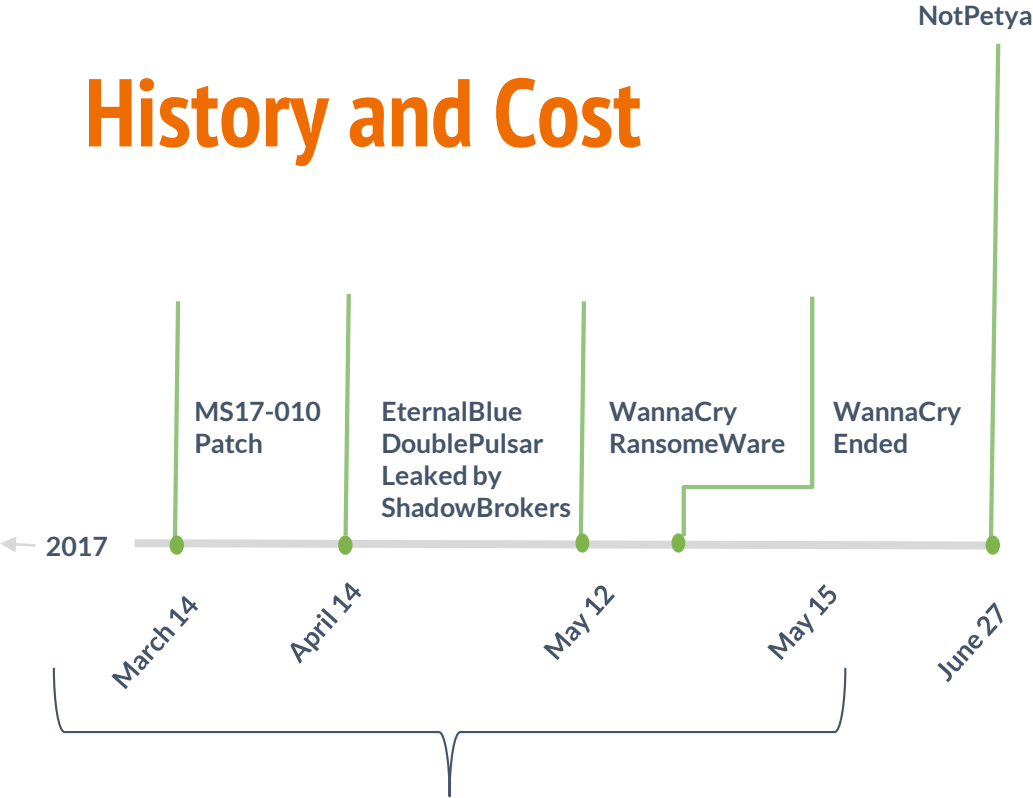 NotPetya
History and Cost
MS17-010
Patch
EternalBlue
DoublePulsar
Leaked by
ShadowBrokers
WannaCry
RansomeWare
WannaCry
Ended
2017
March 14
April 14
May 12
May 15
June 27